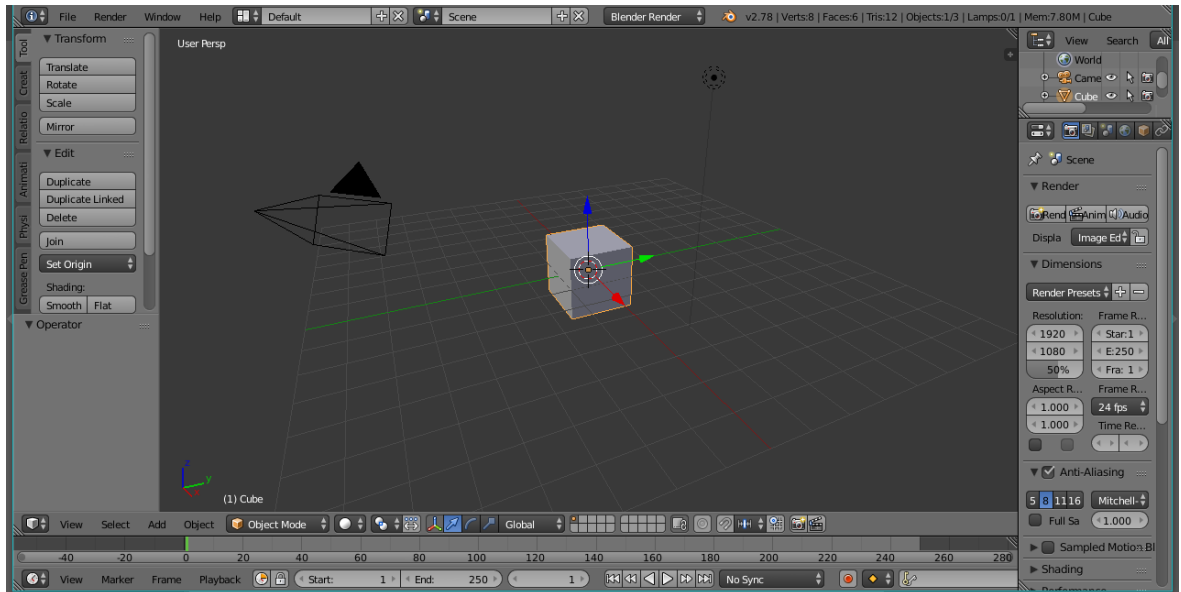 File Render Window Help Default Scene Blender Render v2.78 | Verts:8 | Faces:6 | Tris:12 | Objects:1/3 | Lamps:0/1 | Mem:7.80M | Cube
Tool
Creat
Relatio
Animati
Physi
Grease Pen
Transform
Translate
Rotate
Scale
Mirror
Edit
Duplicate
Duplicate Linked
Delete
Join
Set Origin
Shading:
Smooth Flat
Operator
User Persp
z
y
x
(1) Cube
View Search All
World
Came
Cube
Scene
Render
Rend Anim Audio
Displa Image Ed
Dimensions
Render Presets
Resolution: Frame R...
1920 Star:1
1080 E:250
50% Fra: 1
Aspect R... Frame R...
1.000 24 fps
1.000 Time Re...
Anti-Aliasing
5 8 11 16 Mitchell-
Full Sa 1.000
Sampled Motion Bl
Shading
Performance
View Select Add Object Object Mode Global
-40 -20 0 20 40 60 80 100 120 140 160 180 200 220 240 260 280
View Marker Frame Playback Start: 1 End: 250 1 No Sync